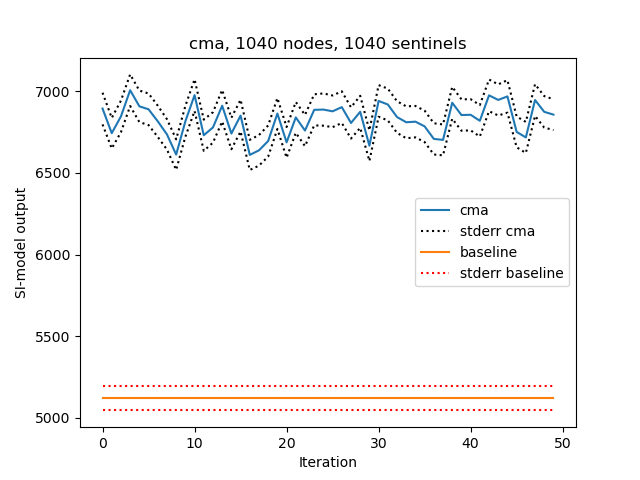 cma, 1040 nodes, 1040 sentinels
SI-model output
7000
6500
6000
5500
5000
cma
stderr cma
baseline
stderr baseline
0 10 20 30 40 50
Iteration